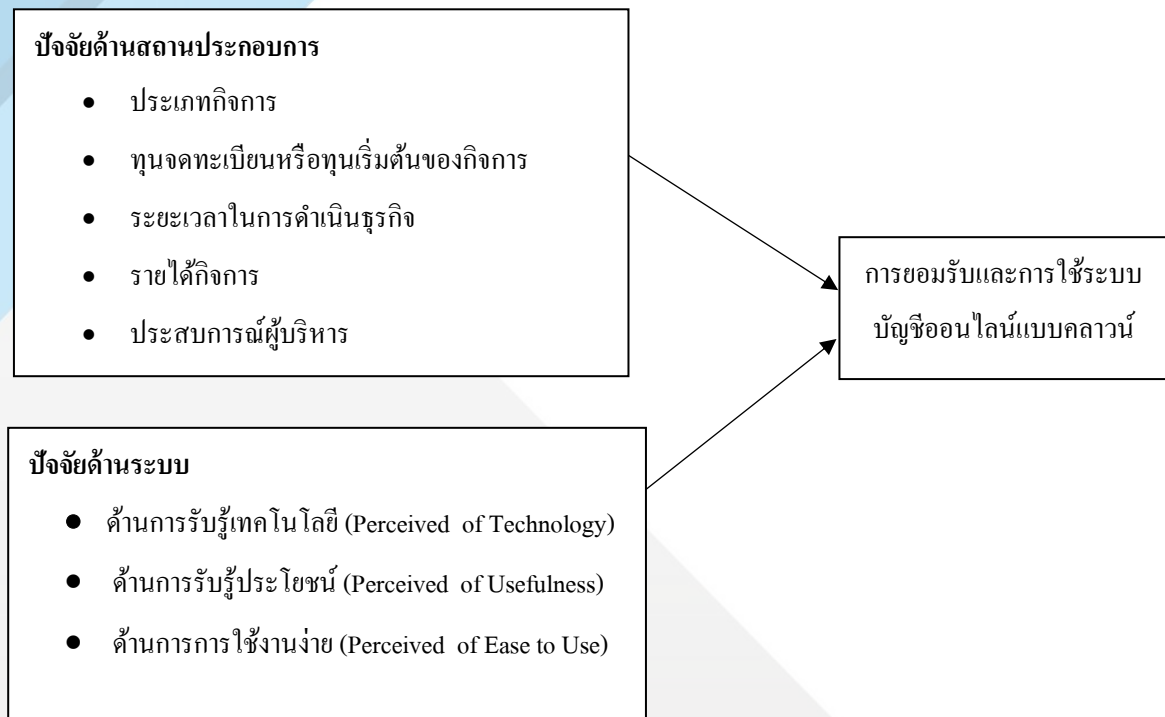 ปัจจัยด้านสถานประกอบการ
● ประเภทกิจการ
● ทุนจดทะเบียนหรือทุนเริ่มต้นของกิจการ
● ระยะเวลาในการดำเนินธุรกิจ
● รายได้กิจการ
● ประสบการณ์ผู้บริหาร
การยอมรับและการใช้ระบบ
บัญชีออนไลน์แบบคลาวน์
ปัจจัยด้านระบบ
● ด้านการรับรู้เทคโนโลยี (Perceived of Technology)
● ด้านการรับรู้ประโยชน์ (Perceived of Usefulness)
● ด้านการการใช้งานง่าย (Perceived of Ease to Use)